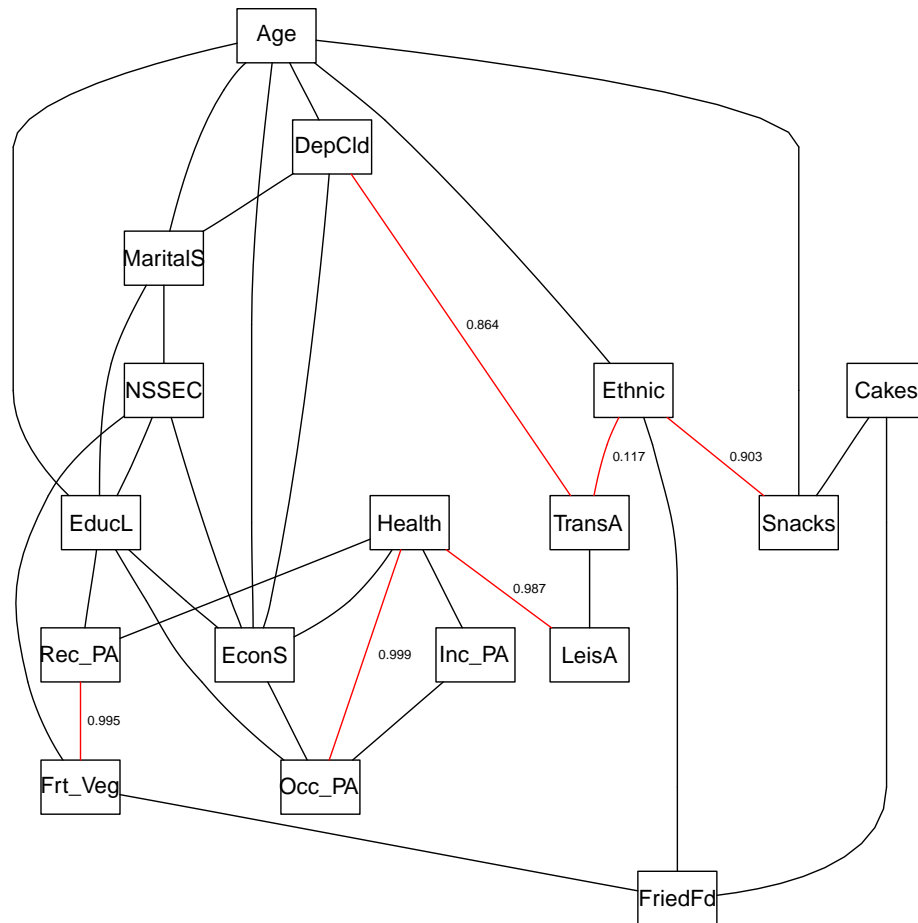 Age
DepCld
MaritalS
0.864
NSSEC
Ethnic
Cakes
0.117
0.903
EducL
Health
TransA
Snacks
0.987
Rec_PA
EconS
0.999
Inc_PA
LeisA
0.995
Frt_Veg
Occ_PA
FriedFd